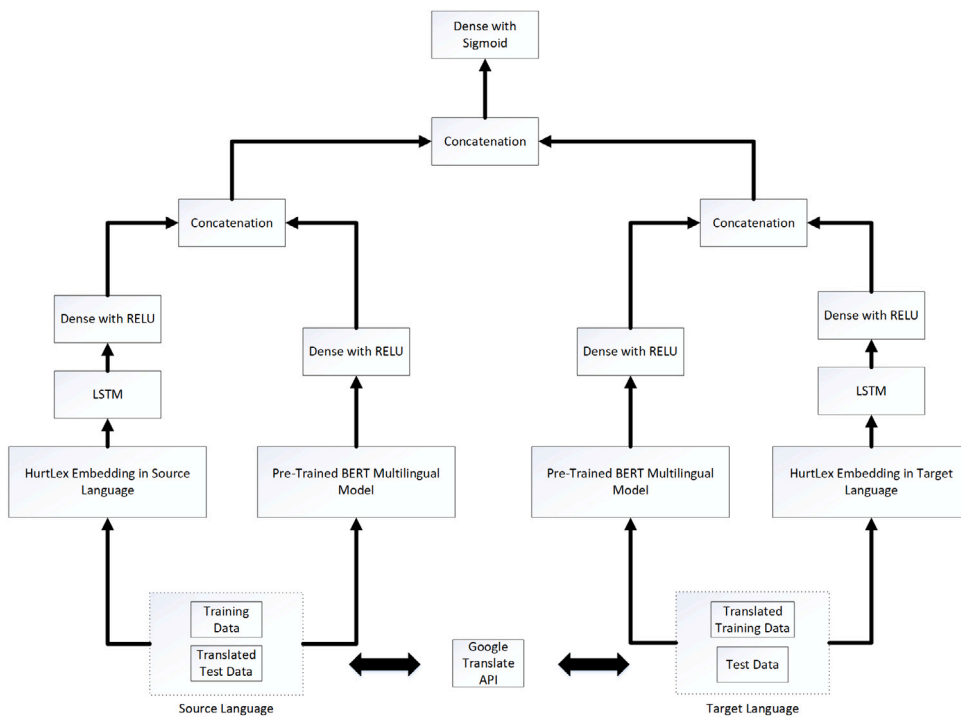 Dense with
Sigmoid
Concatenation
Concatenation
Concatenation
Dense with RELU
Dense with RELU
Dense with RELU
Dense with RELU
LSTM
LSTM
HurtLex Embedding in Source
Language
Pre-Trained BERT Multilingual
Model
Pre-Trained BERT Multilingual
Model
HurtLex Embedding in Target
Language
Training
Data
Translated
Test Data
Google
Translate
API
Translated
Training Data
Test Data
Source Language
Target Language